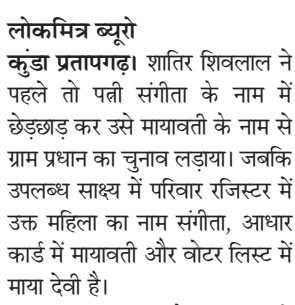 लोकमित्र ब्यूरो
कुंडा प्रतापगढ़। शातिर शिवलाल ने
पहले तो पत्नी संगीता के नाम में
छेड़छाड़ कर उसे मायावती के नाम से
ग्राम प्रधान का चुनाव लड़ाया। जबकि
उपलब्ध साक्ष्य में परिवार रजिस्टर में
उक्त महिला का नाम संगीता, आधार
कार्ड में मायावती और वोटर लिस्ट में
माया देवी है।